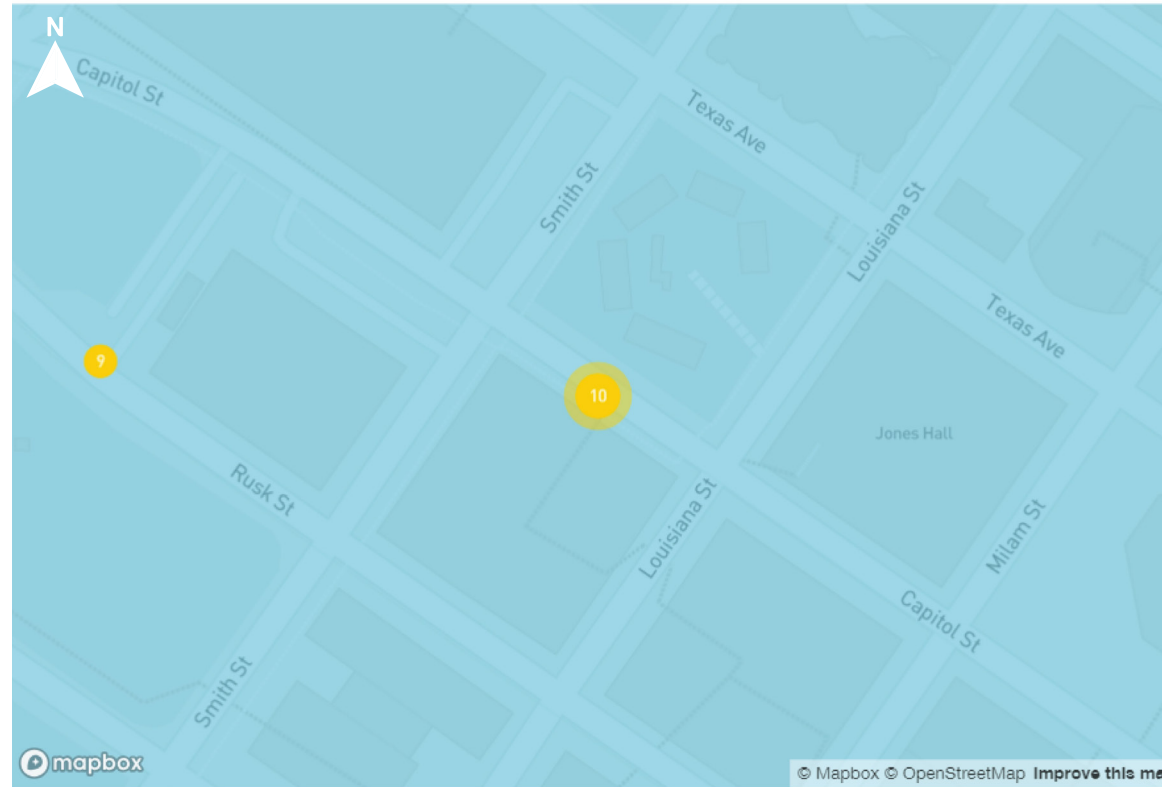 N
Capitol St
Texas Ave
Smith St
Louisiana St
Texas Ave
9
10
Jones Hall
Rusk St
Louisiana St
Milam St
Capitol St
Smith St
mapbox
© Mapbox © OpenStreetMap Improve this ma